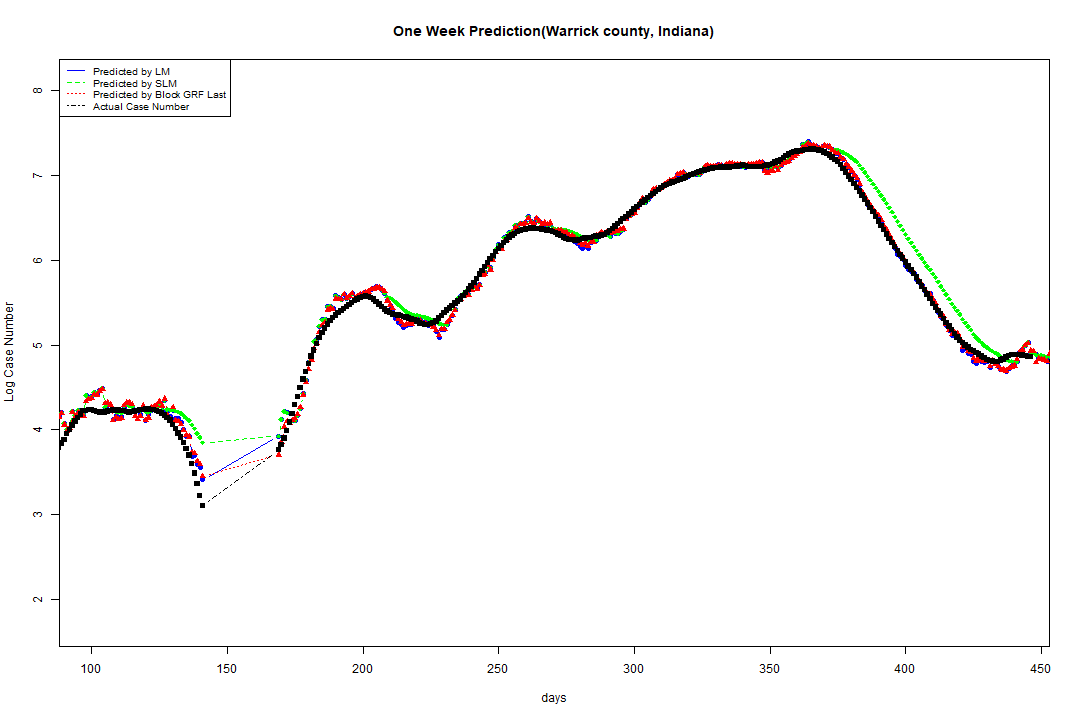 One Week Prediction(Warrick county, Indiana)
Predicted by LM
Predicted by SLM
Predicted by Block GRF Last
Actual Case Number
8
7
6
5
4
3
2
Log Case Number
100 150 200 250 300 350 400 450
days